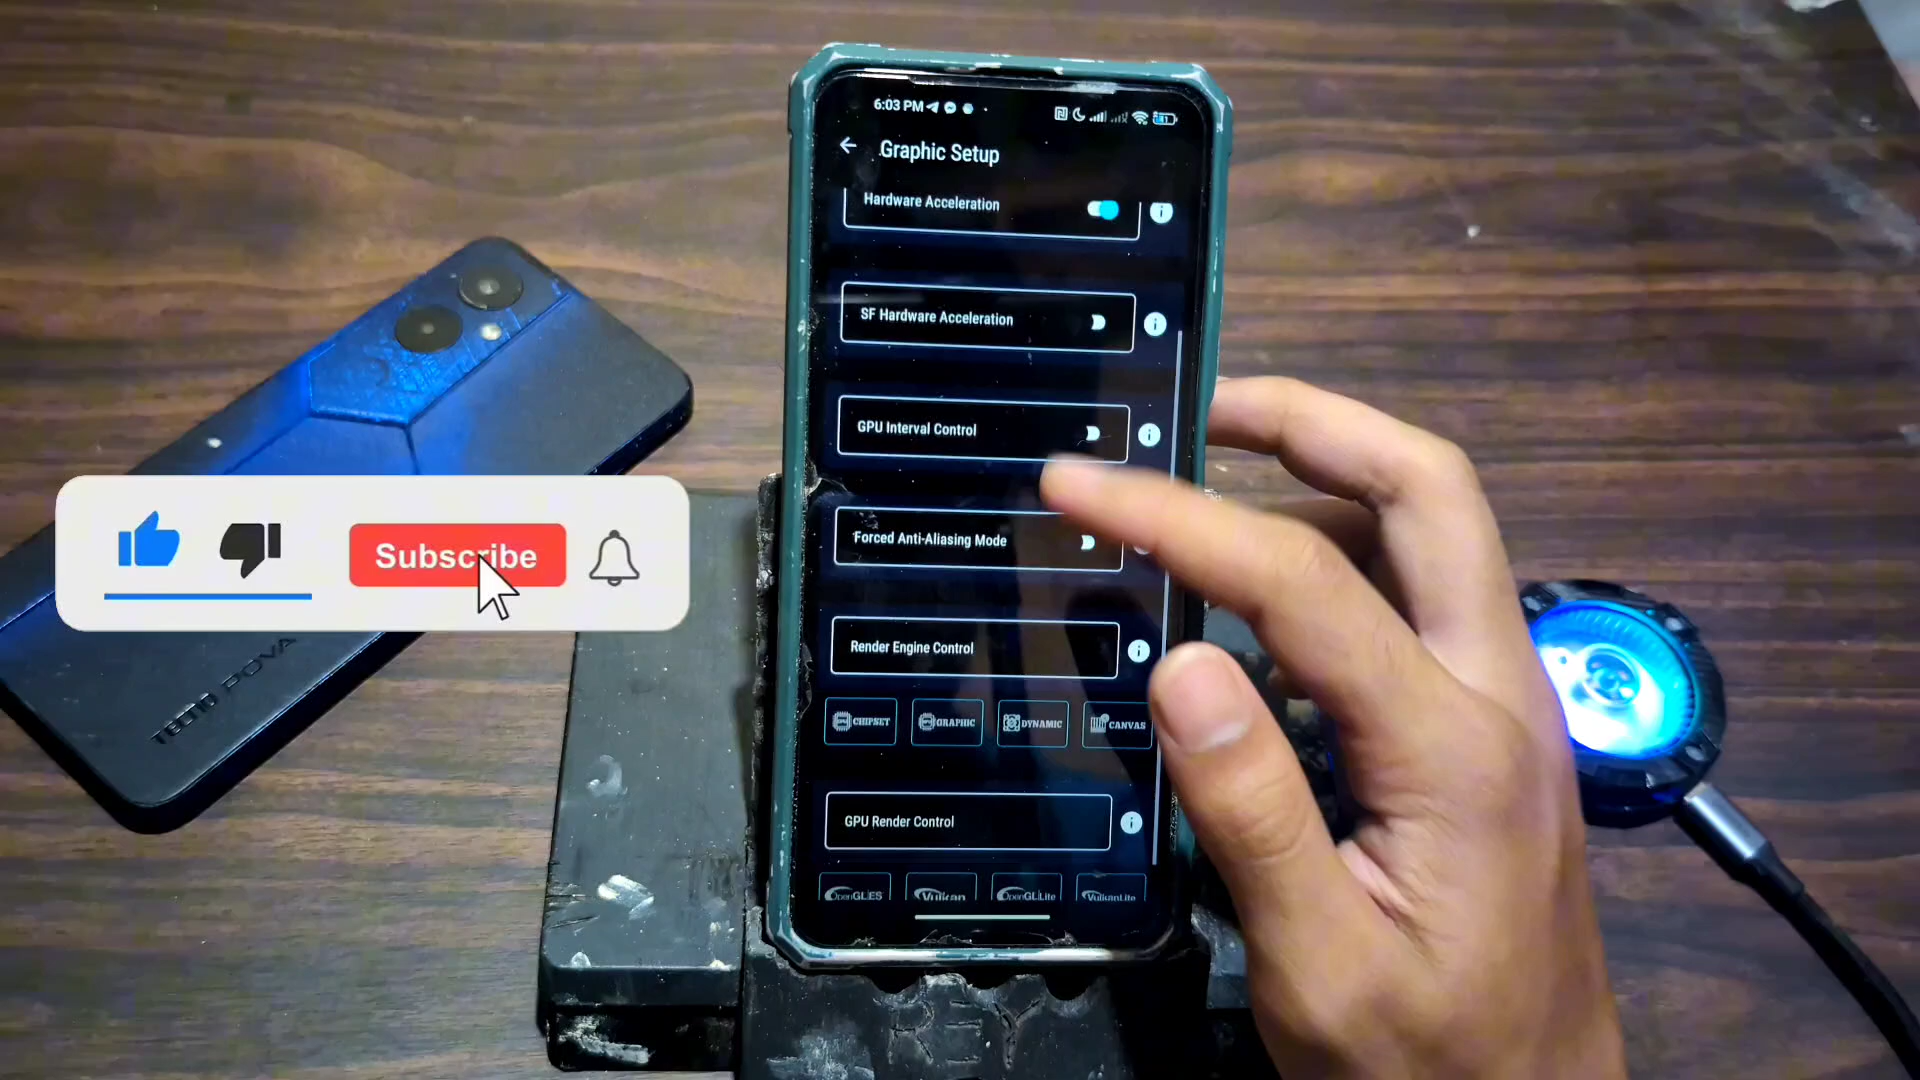 6:03 PM
Graphic Setup
Hardware Acceleration
SF Hardware Acceleration
GPU Interval Control
Forced Anti-Aliasing Mode
Render Engine Control
CHIPSET
GRAPHIC
DYNAMIC
CANVAS
GPU Render Control
OpenGLES
Vulkan
OpenGLLite
VulkanLite
Subscribe
TECNO POVA
REY